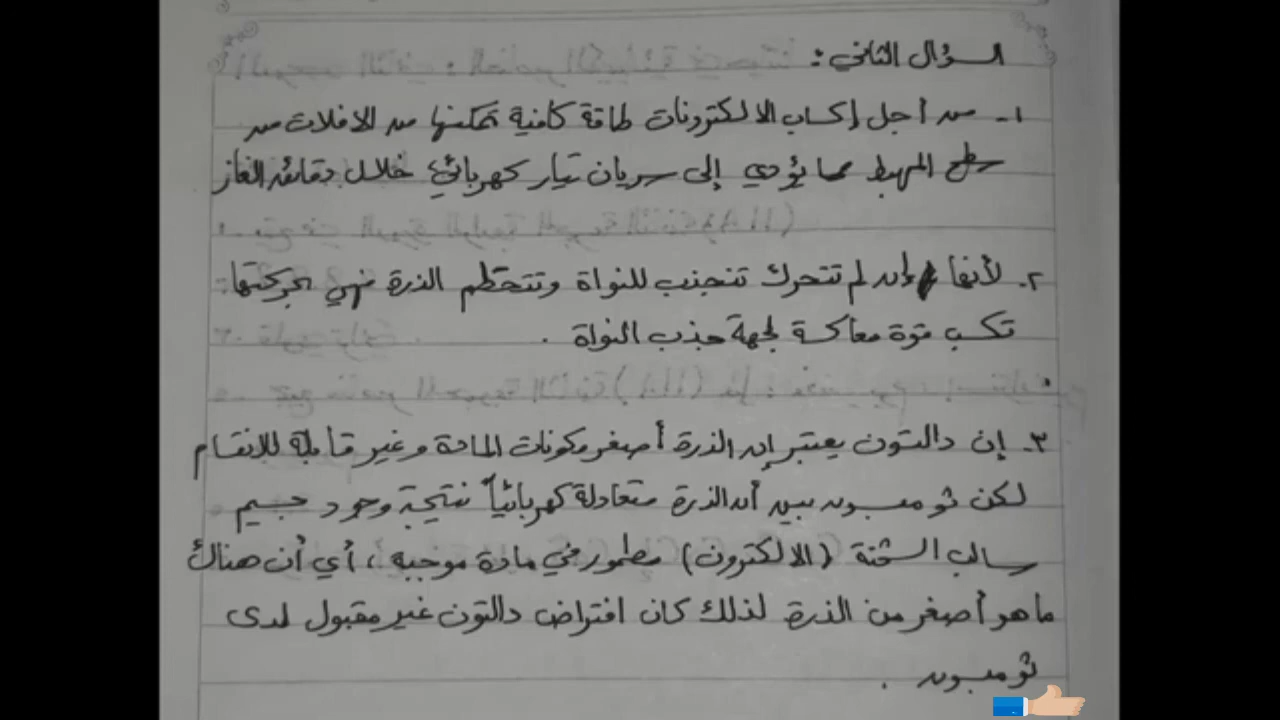 السؤال الثاني :
١- من أجل إكساب الالكترونات طاقة كافية تمكنها من الافلات من
سطح المهبط مما يؤدي إلى سريان تيار كهربائي خلال دقائق الغاز
٢- لأنها إن لم تتحرك تنجذب للنواة وتتحطم الذرة فهي بحركتها
تكسب قوة معاكسة لجهة جذب النواة .
٣- إن دالتون يعتبر إن الذرة أصغر مكونات المادة وغير قابلة للانقسام
لكن ثومسون بين أن الذرة متعادلة كهربائياً نتيجة وجود جسيم
سالب الشحنة (الالكترون) مطمور في مادة موجبة ، أي أن هناك
ما هو أصغر من الذرة لذلك كان افتراض دالتون غير مقبول لدى
ثومسون .